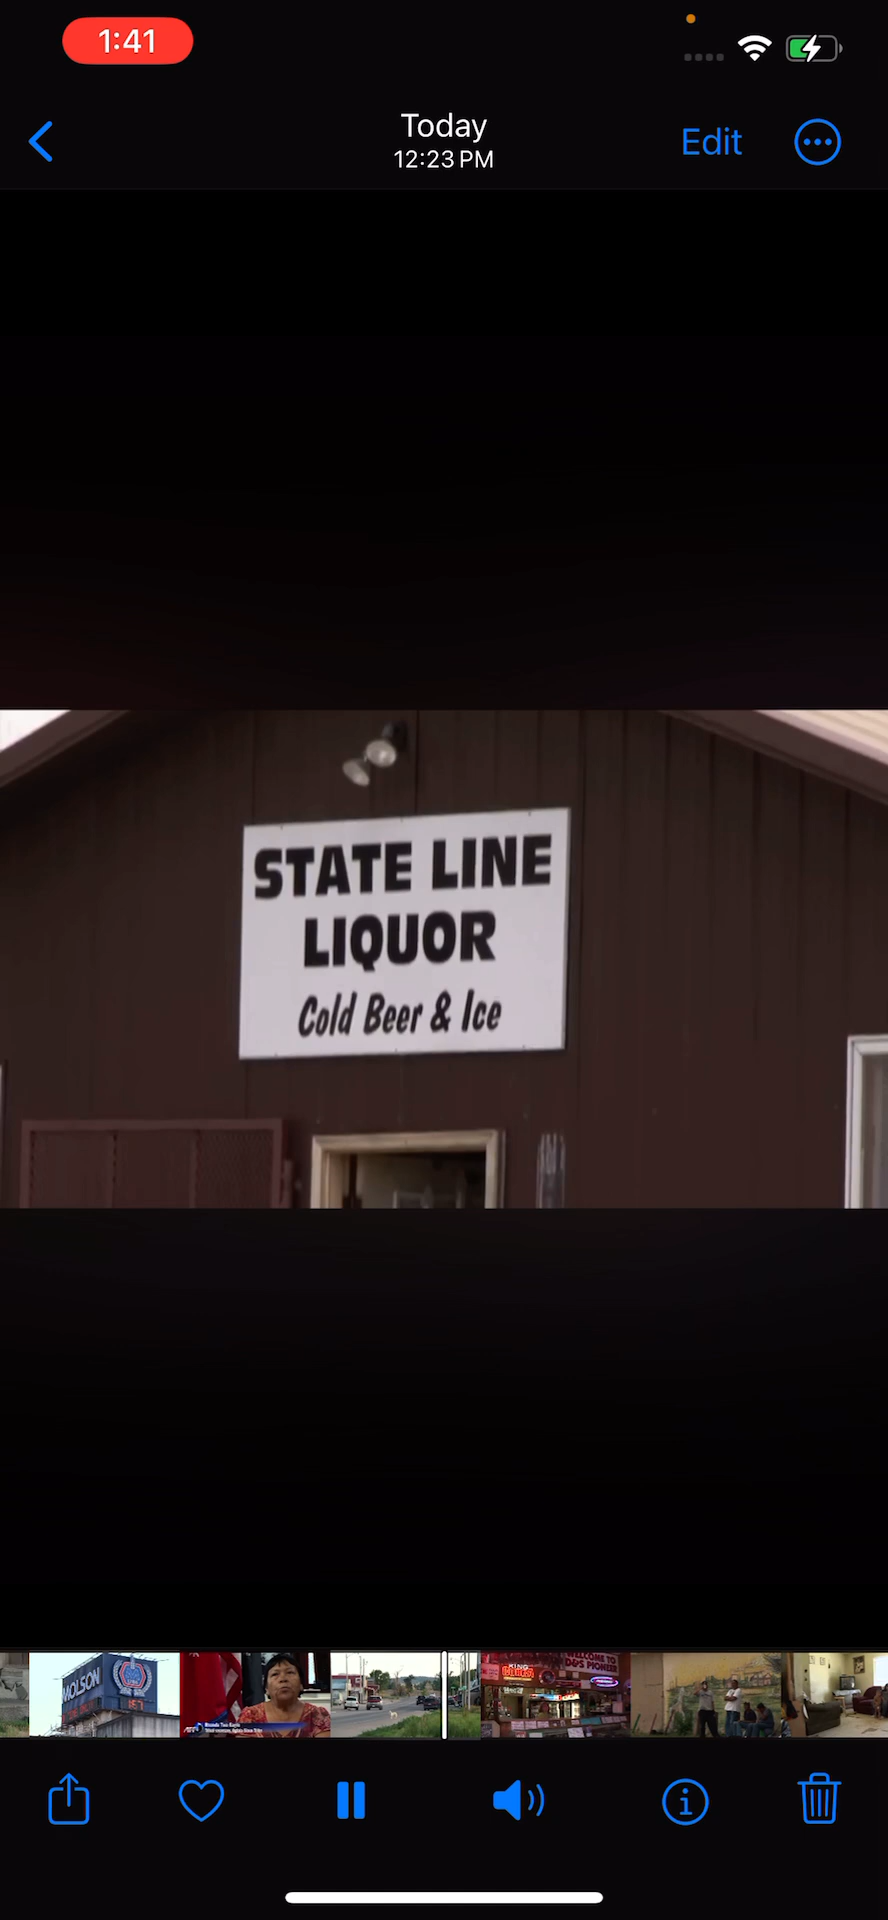 1:41
Today
12:23 PM
Edit
STATE LINE
LIQUOR
Cold Beer & Ice
MOLSON